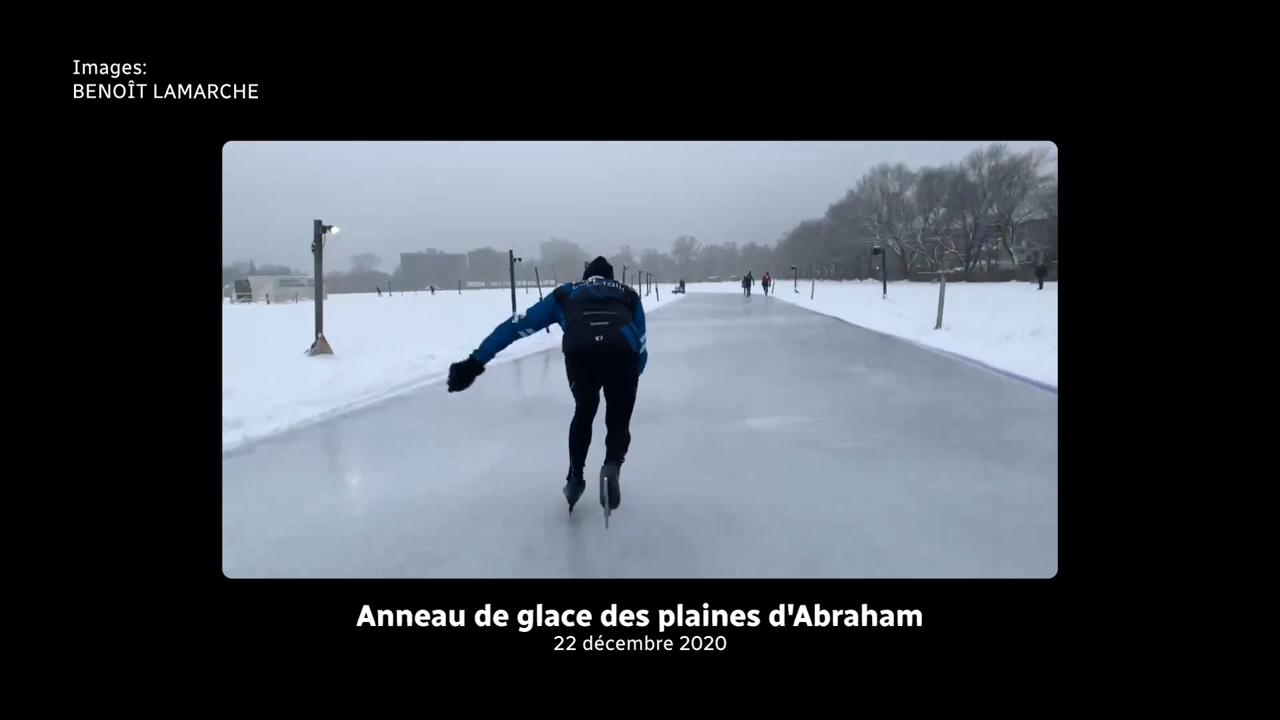 Images:
BENOÎT LAMARCHE
Anneau de glace des plaines d'Abraham
22 décembre 2020